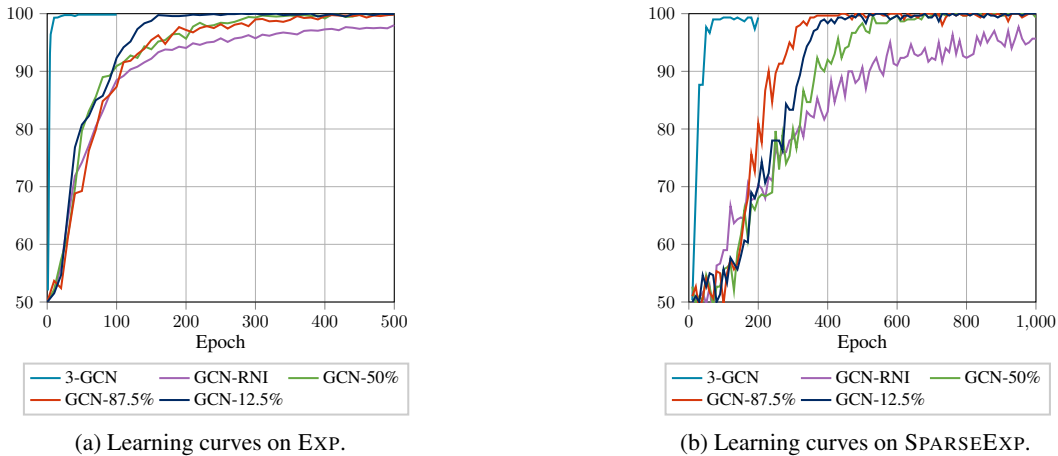 100
90
80
70
60
50
0 100 200 300 400 500
Epoch
3-GCN GCN-RNI GCN-50%
GCN-87.5% GCN-12.5%
(a) Learning curves on EXP.
100
90
80
70
60
50
0 200 400 600 800 1,000
Epoch
3-GCN GCN-RNI GCN-50%
GCN-87.5% GCN-12.5%
(b) Learning curves on SPARSEEXP.